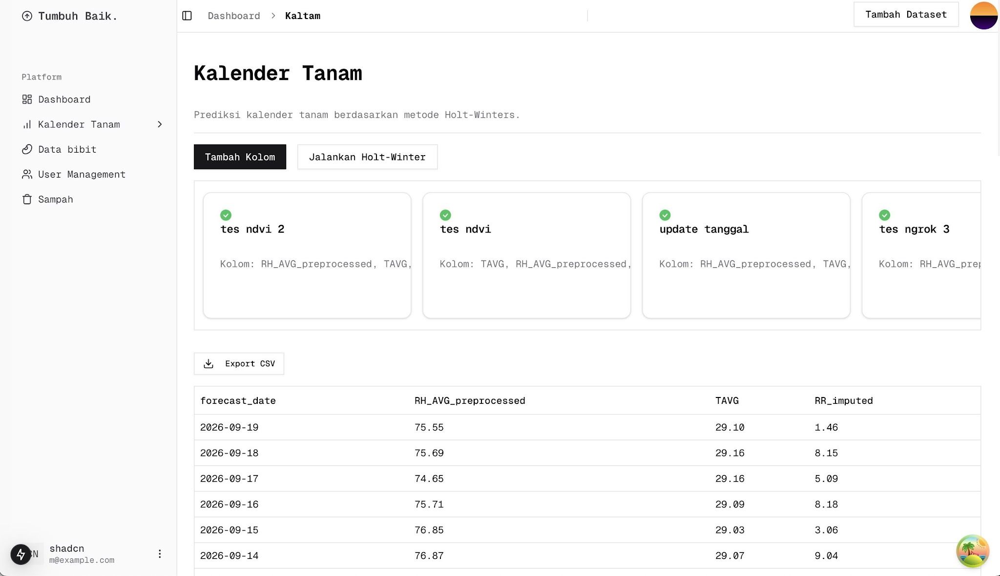 Tumbuh Baik.
Dashboard
Kaltam
Tambah Dataset
Platform
Dashboard
Kalender Tanam
Data bibit
User Management
Sampah
Kalender Tanam
Prediksi kalender tanam berdasarkan metode Holt-Winters.
Tambah Kolom
Jalankan Holt-Winter
tes ndvi 2
Kolom: RH_AVG_preprocessed, TAVG,
tes ndvi
Kolom: TAVG, RH_AVG_preprocessed,
update tanggal
Kolom: RH_AVG_preprocessed, TAVG,
tes ngrok 3
Kolom: RH_AVG_prep
Export CSV
forecast_date RH_AVG_preprocessed TAVG RR_imputed
2026-09-19 75.55 29.10 1.46
2026-09-18 75.69 29.16 8.15
2026-09-17 74.65 29.16 5.09
2026-09-16 75.71 29.09 8.18
2026-09-15 76.85 29.03 3.06
2026-09-14 76.87 29.07 9.04
CN
shadcn
m@example.com